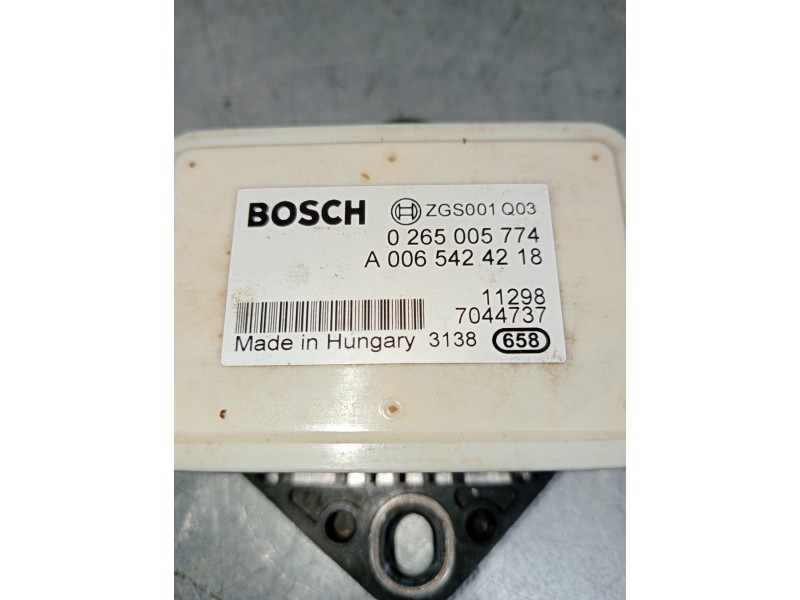 BOSCH ZGS001 Q03
0 265 005 774
A 006 542 42 18
11298
7044737
Made in Hungary 3138 658